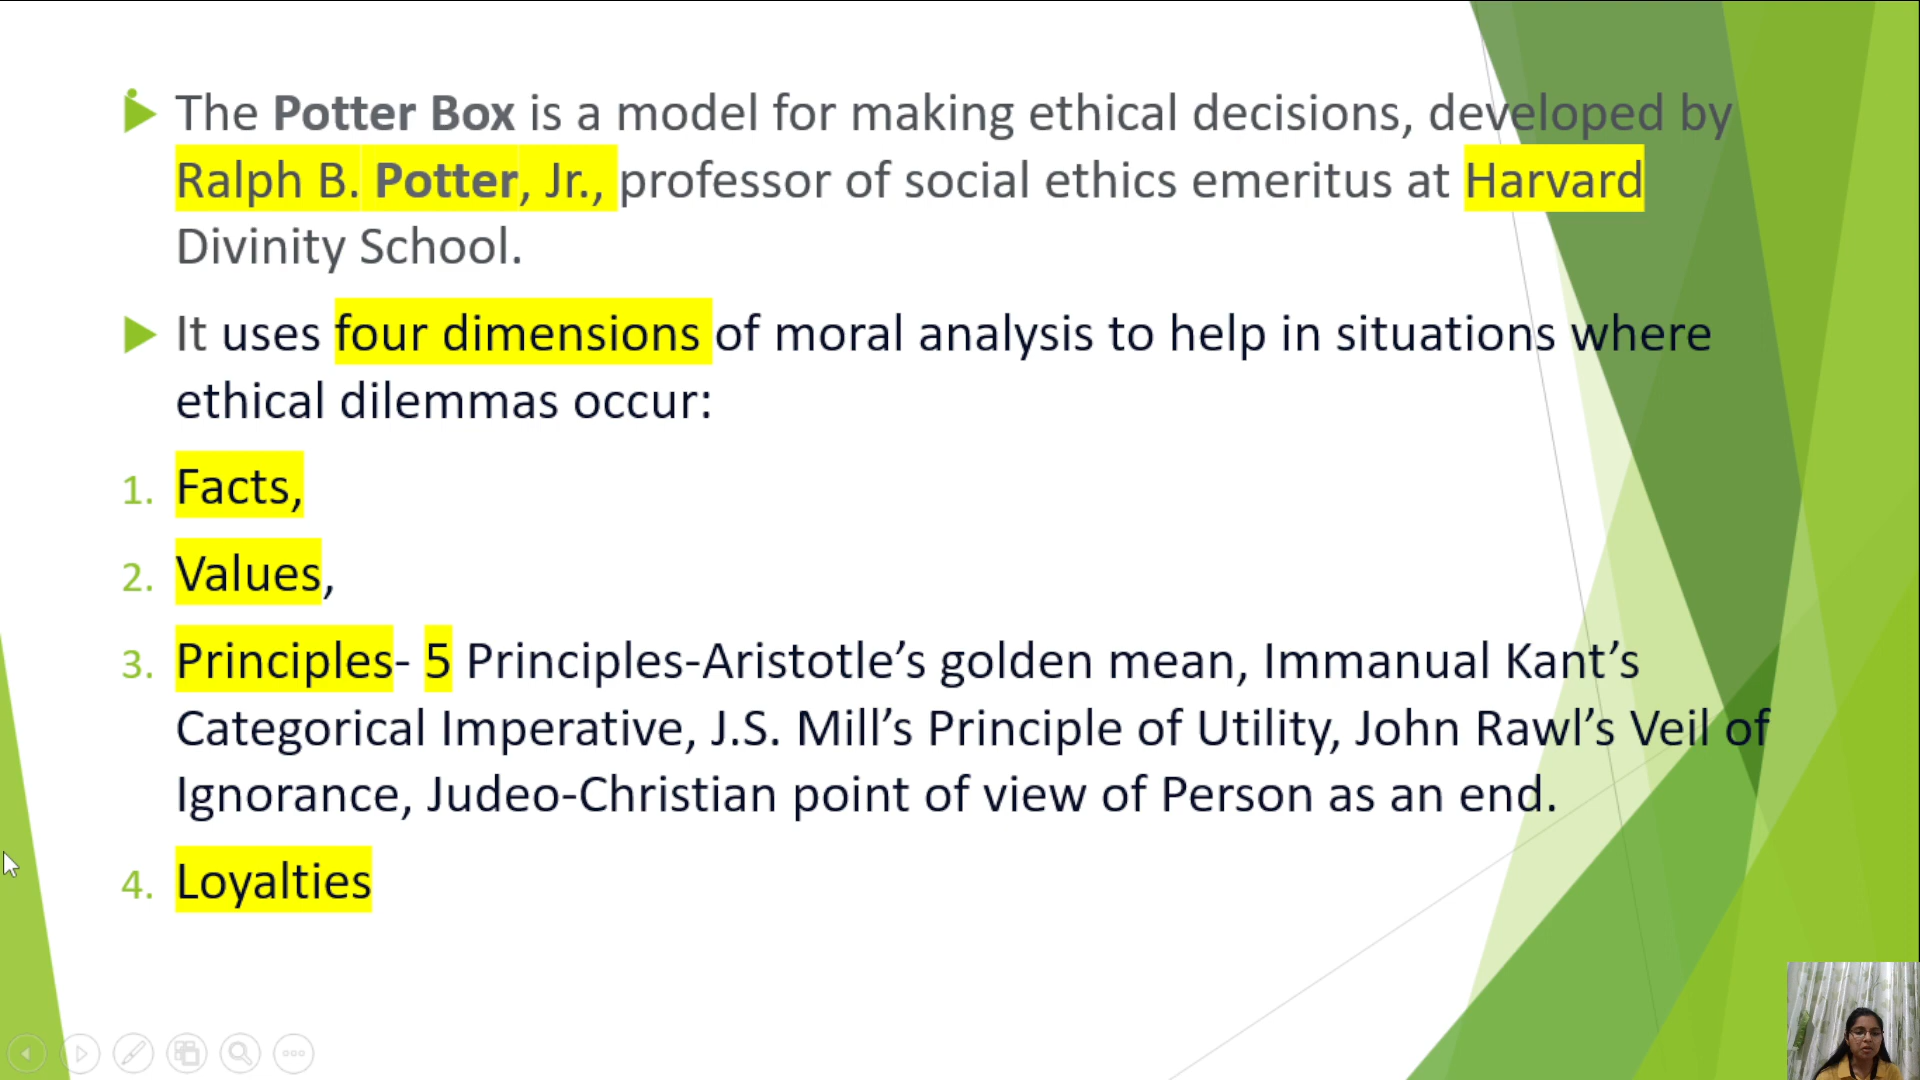 The Potter Box is a model for making ethical decisions, developed by
Ralph B. Potter, Jr., professor of social ethics emeritus at Harvard
Divinity School.
It uses four dimensions of moral analysis to help in situations where
ethical dilemmas occur:
1. Facts,
2. Values,
3. Principles- 5 Principles-Aristotle’s golden mean, Immanual Kant’s
Categorical Imperative, J.S. Mill’s Principle of Utility, John Rawl’s Veil of
Ignorance, Judeo-Christian point of view of Person as an end.
4. Loyalties